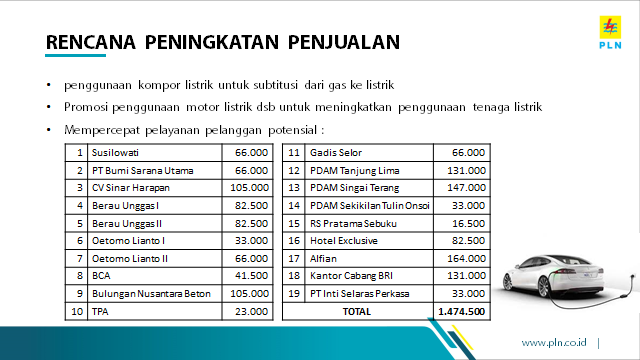 RENCANA PENINGKATAN PENJUALAN
PLN
• penggunaan kompor listrik untuk subtitusi dari gas ke listrik
• Promosi penggunaan motor listrik dsb untuk meningkatkan penggunaan tenaga listrik
• Mempercepat pelayanan pelanggan potensial :
1 Susilowati 66.000
2 PT Bumi Sarana Utama 66.000
3 CV Sinar Harapan 105.000
4 Berau Unggas I 82.500
5 Berau Unggas II 82.500
6 Oetomo Lianto I 33.000
7 Oetomo Lianto II 66.000
8 BCA 41.500
9 Bulungan Nusantara Beton 105.000
10 TPA 23.000
11 Gadis Selor 66.000
12 PDAM Tanjung Lima 131.000
13 PDAM Singai Terang 147.000
14 PDAM Sekikilan Tulin Onsoi 33.000
15 RS Pratama Sebuku 16.500
16 Hotel Exclusive 82.500
17 Alfian 164.000
18 Kantor Cabang BRI 131.000
19 PT Inti Selaras Perkasa 33.000
TOTAL 1.474.500
www.pln.co.id |